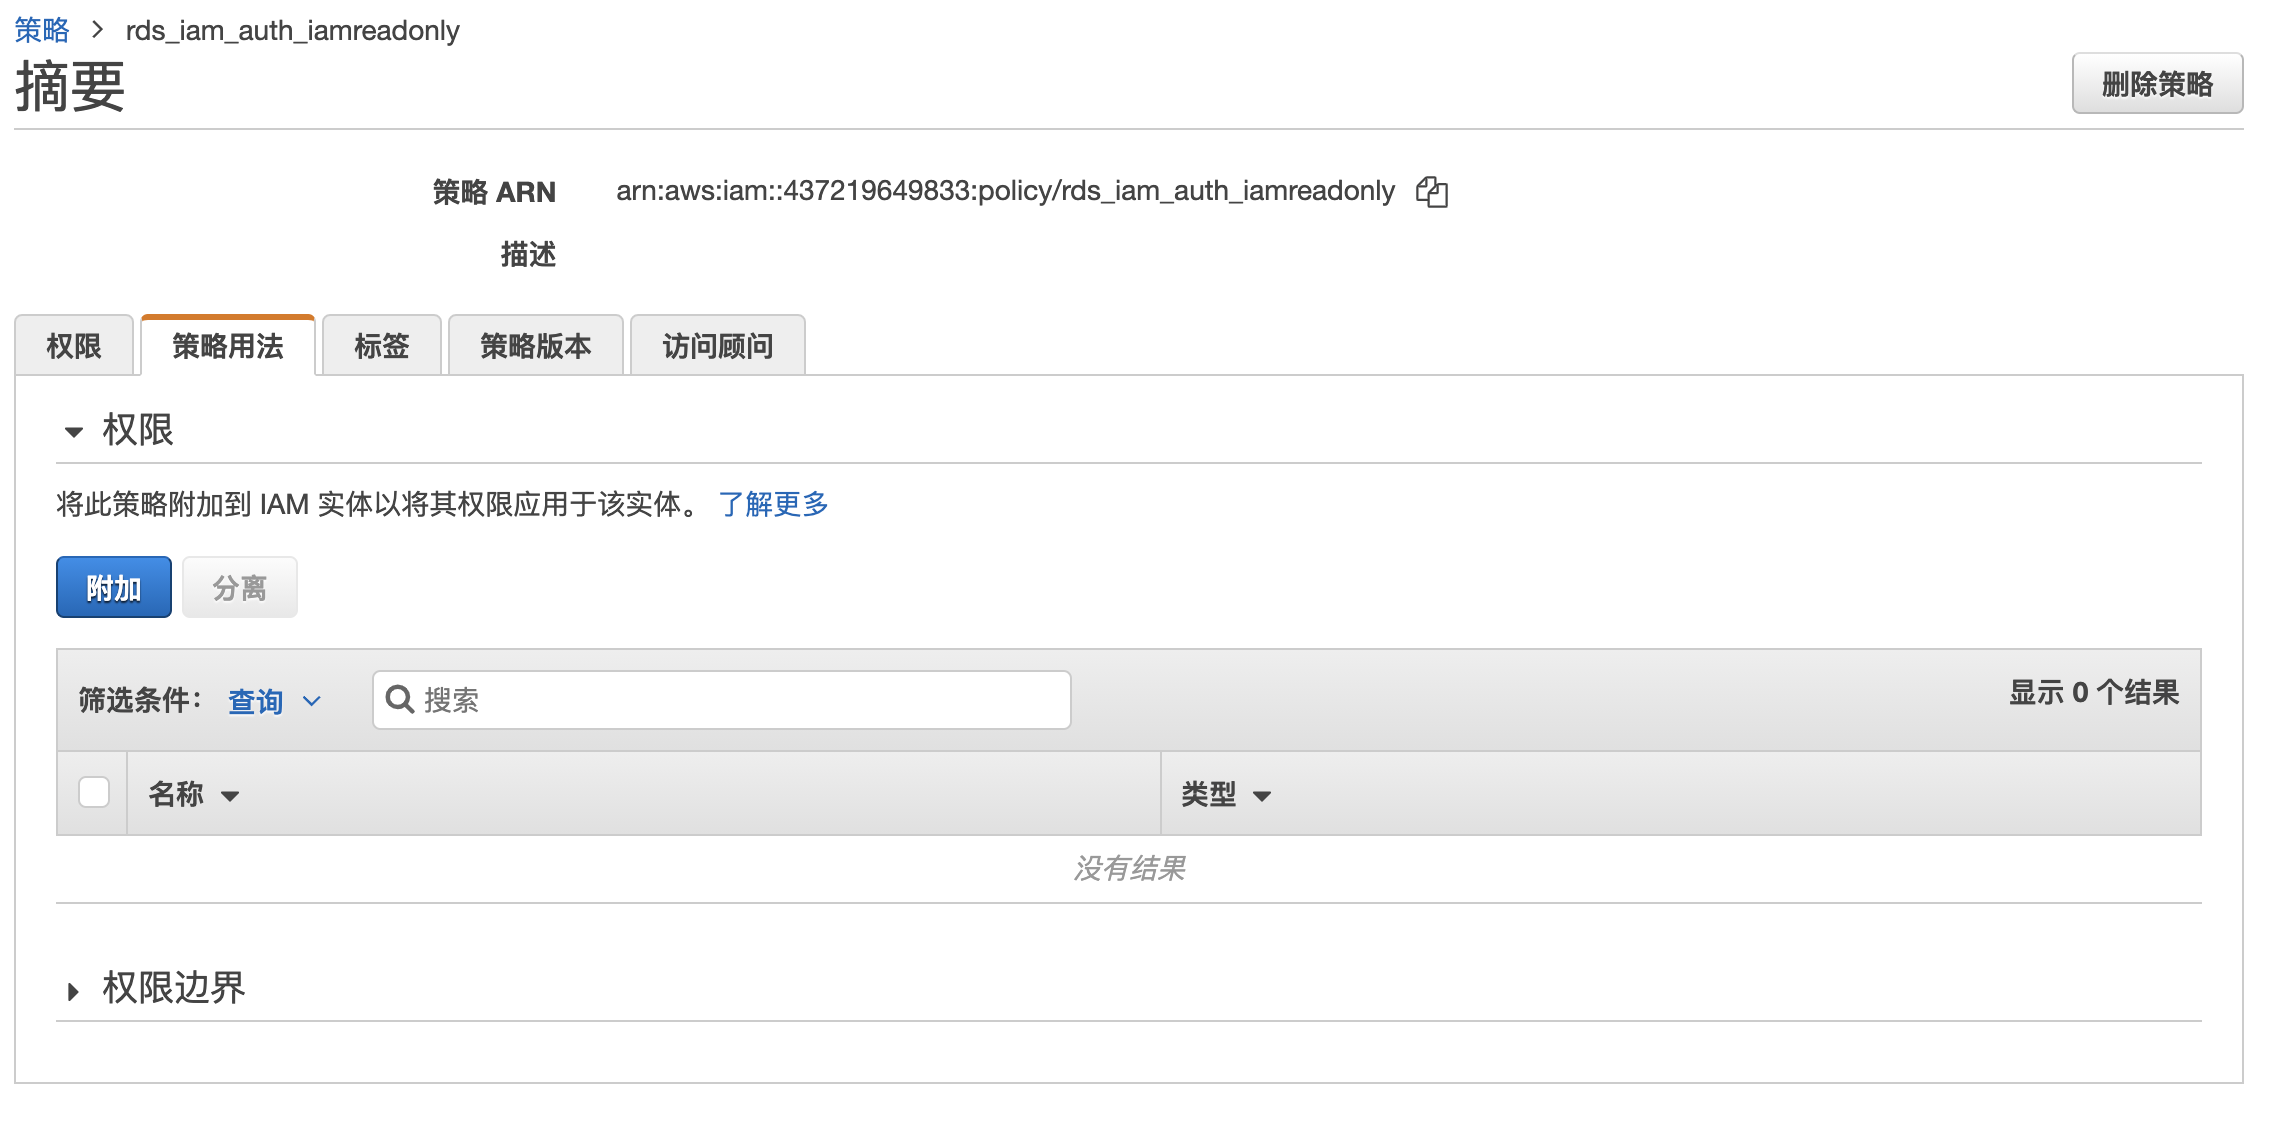 策略 > rds_iam_auth_iamreadonly
摘要
删除策略
策略 ARN arn:aws:iam::437219649833:policy/rds_iam_auth_iamreadonly
描述
权限 策略用法 标签 策略版本 访问顾问
权限
将此策略附加到 IAM 实体以将其权限应用于该实体。 了解更多
附加 分离
筛选条件： 查询 搜索 显示 0 个结果
名称 类型
没有结果
权限边界